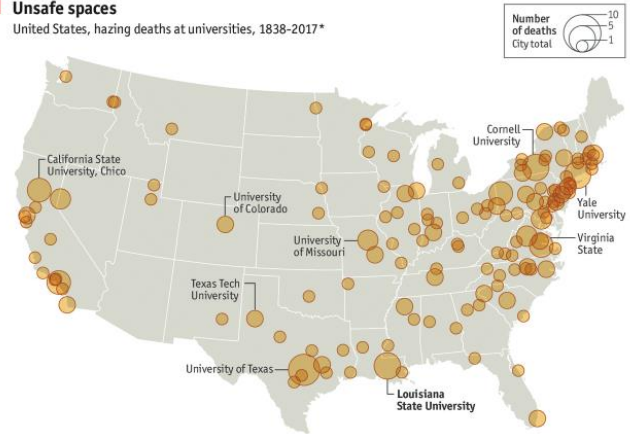 Unsafe spaces
United States, hazing deaths at universities, 1838-2017*
Number
of deaths
City total
10
5
1
Cornell
University
California State
University, Chico
University
of Colorado
Yale
University
University
of Missouri
Virginia
State
Texas Tech
University
University of Texas
Louisiana
State University